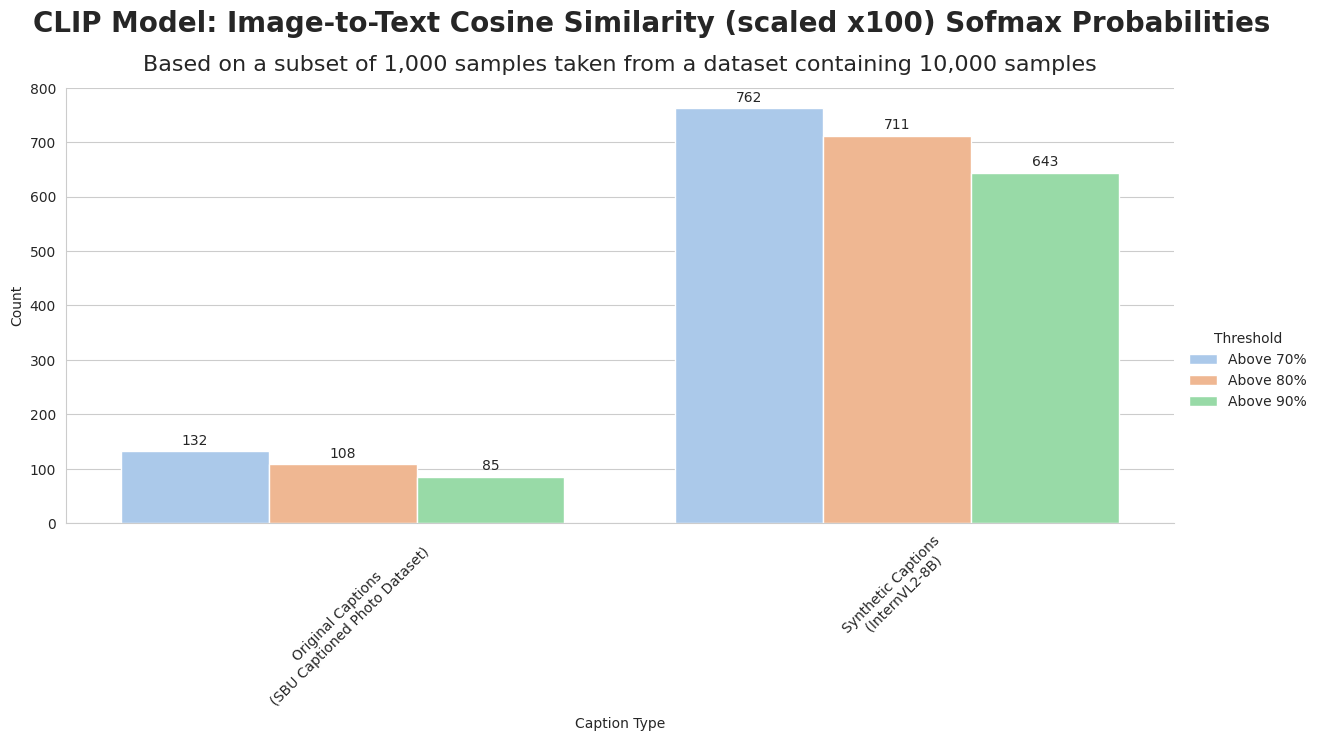 CLIP Model: Image-to-Text Cosine Similarity (scaled x100) Sofmax Probabilities
Based on a subset of 1,000 samples taken from a dataset containing 10,000 samples
800
700
600
500
400
300
200
100
0
Count
132
108
85
762
711
643
Threshold
Above 70%
Above 80%
Above 90%
Original Captions
(SBU Captioned Photo Dataset)
Synthetic Captions
(InternVL2-8B)
Caption Type